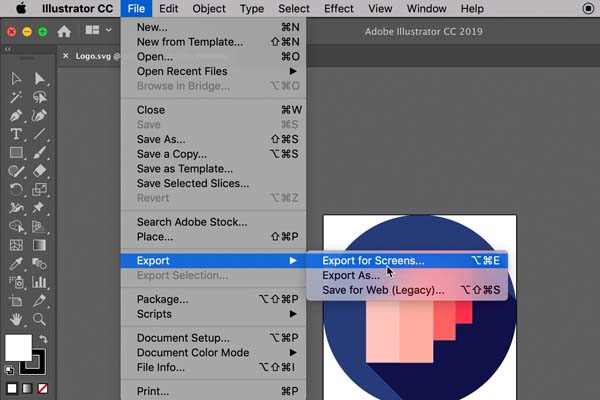 Illustrator CC File Edit Object Type Select Effect View Window
Adobe Illustrator CC 2019
× Logo.svg @
New... ⌘N
New from Template... ⇧⌘N
Open... ⌘O
Open Recent Files ▶
Browse in Bridge... ⌥⌘O
Close ⌘W
Save ⌘S
Save As... ⇧⌘S
Save a Copy... ⌥⌘S
Save as Template...
Save Selected Slices...
Revert ⌥⌘Z
Search Adobe Stock...
Place... ⇧⌘P
Export ▶
Export for Screens... ⌥⌘E
Export Selection...
Export As...
Save for Web (Legacy)... ⌥⇧⌘S
Package... ⌥⇧⌘P
Scripts ▶
Document Setup... ⌥⌘P
Document Color Mode ▶
File Info... ⌥⇧⌘I
Print... ⌘P